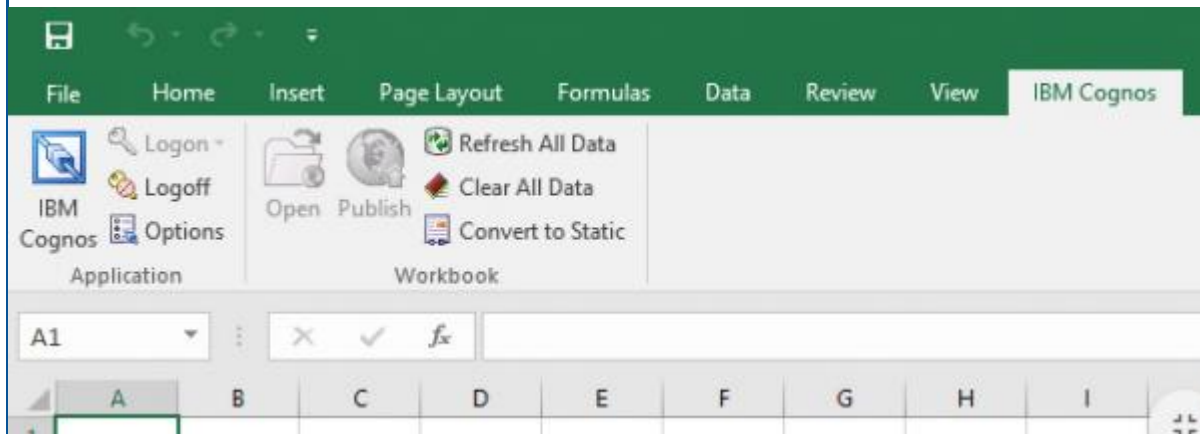 File Home Insert Page Layout Formulas Data Review View IBM Cognos
Logon Refresh All Data
Logoff Clear All Data
IBM Cognos Options Open Publish Convert to Static
Application Workbook
A1 fx
A B C D E F G H I
1